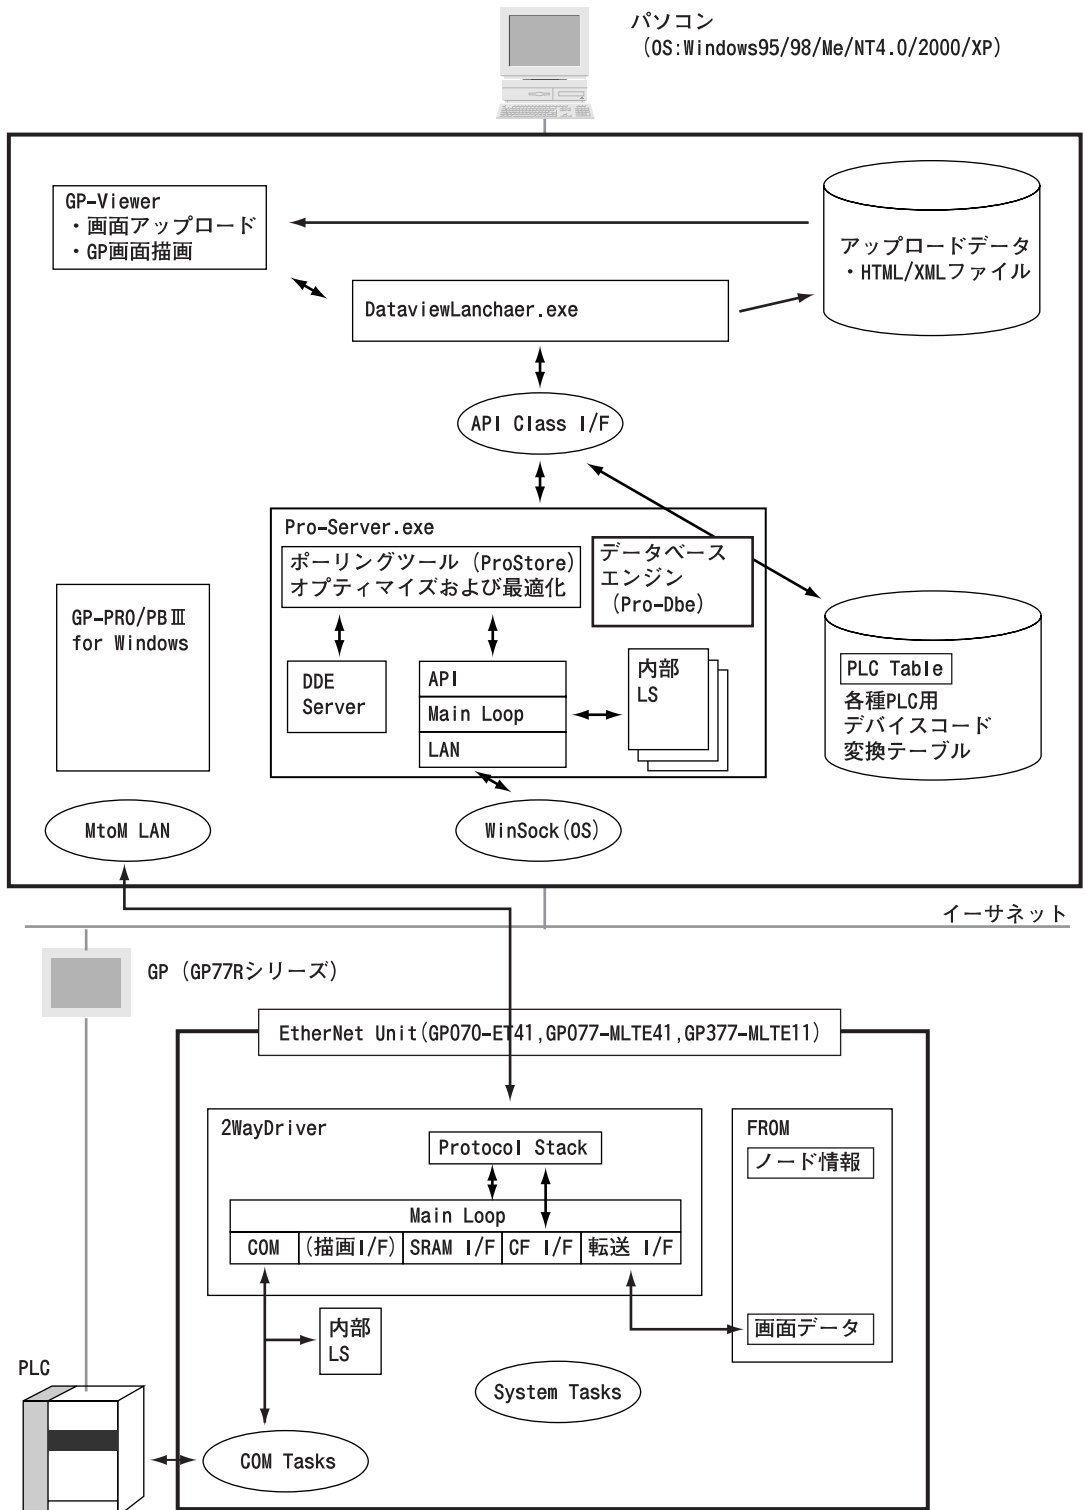 パソコン
(OS:Windows95/98/Me/NT4.0/2000/XP)
GP-Viewer
・画面アップロード
・GP画面描画
アップロードデータ
・HTML/XMLファイル
DataviewLanchaer.exe
API Class I/F
Pro-Server.exe
ポーリングツール (ProStore)
オプティマイズおよび最適化
データベース
エンジン
(Pro-Dbe)
GP-PRO/PBⅢ
for Windows
DDE
Server
API
Main Loop
LAN
内部
LS
PLC Table
各種PLC用
デバイスコード
変換テーブル
MtoM LAN
WinSock(OS)
イーサネット
GP (GP77Rシリーズ)
EtherNet Unit(GP070-ET41,GP077-MLTE41,GP377-MLTE11)
2WayDriver
Protocol Stack
Main Loop
COM
(描画I/F)
SRAM I/F
CF I/F
転送 I/F
FROM
ノード情報
画面データ
内部
LS
System Tasks
PLC
COM Tasks